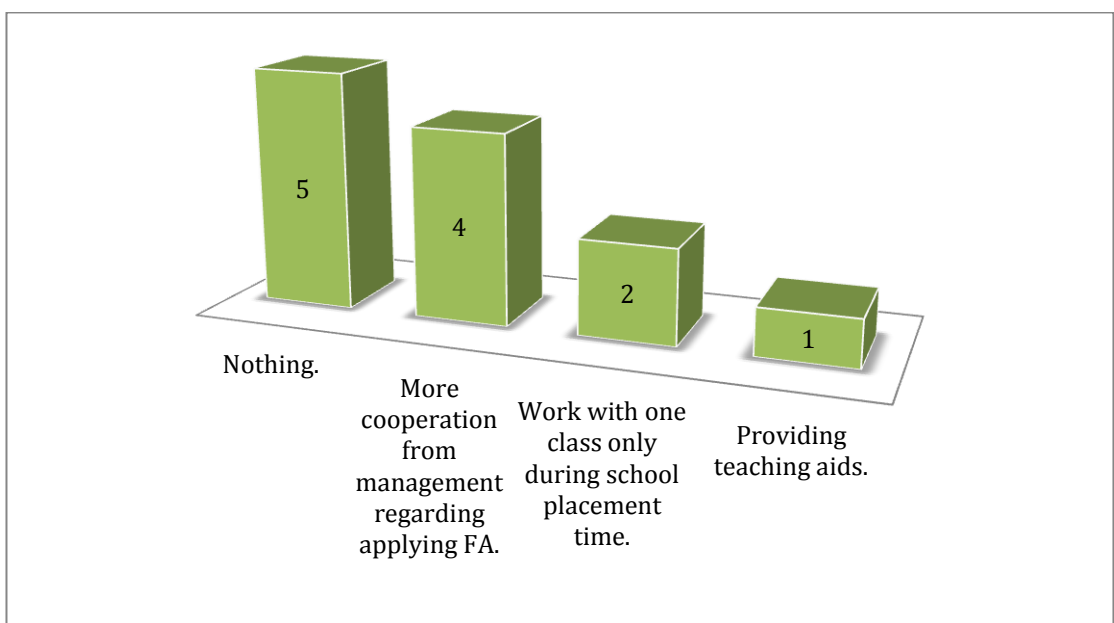 5
4
2
1
Nothing.
More
cooperation
from
management
regarding
applying FA.
Work with one
class only
during school
placement
time.
Providing
teaching aids.